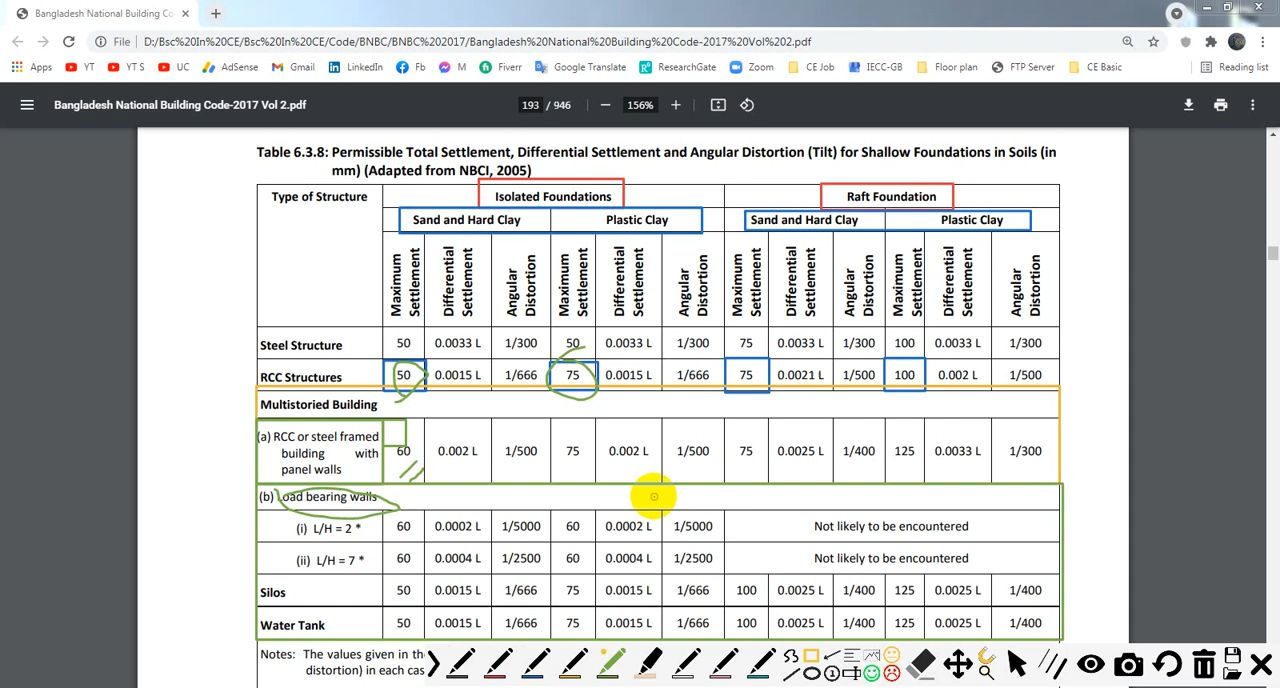 Bangladesh National Building Co
File D:/Bsc%20In%20CE/Bsc%20In%20CE/Code/BNBC/BNBC%202017/Bangladesh%20National%20Building%20Code-2017%20Vol%202.pdf
Apps YT YT S UC AdSense Gmail LinkedIn Fb M Fiverr Google Translate ResearchGate Zoom CE Job IECC-GB Floor plan FTP Server CE Basic Reading list
Bangladesh National Building Code-2017 Vol 2.pdf 193 / 946 156%
Table 6.3.8: Permissible Total Settlement, Differential Settlement and Angular Distortion (Tilt) for Shallow Foundations in Soils (in
mm) (Adapted from NBCI, 2005)
Type of Structure Isolated Foundations Raft Foundation
Sand and Hard Clay Plastic Clay Sand and Hard Clay Plastic Clay
Maximum Settlement Differential Settlement Angular Distortion Maximum Settlement Differential Settlement Angular Distortion Maximum Settlement Differential Settlement Angular Distortion Maximum Settlement Differential Settlement Angular Distortion
Steel Structure 50 0.0033 L 1/300 50 0.0033 L 1/300 75 0.0033 L 1/300 100 0.0033 L 1/300
RCC Structures 50 0.0015 L 1/666 75 0.0015 L 1/666 75 0.0021 L 1/500 100 0.002 L 1/500
Multistoried Building
(a) RCC or steel framed
building with
panel walls
60 0.002 L 1/500 75 0.002 L 1/500 75 0.0025 L 1/400 125 0.0033 L 1/300
(b) Load bearing walls
(i) L/H = 2 * 60 0.0002 L 1/5000 60 0.0002 L 1/5000 Not likely to be encountered
(ii) L/H = 7 * 60 0.0004 L 1/2500 60 0.0004 L 1/2500 Not likely to be encountered
Silos 50 0.0015 L 1/666 75 0.0015 L 1/666 100 0.0025 L 1/400 125 0.0025 L 1/400
Water Tank 50 0.0015 L 1/666 75 0.0015 L 1/666 100 0.0025 L 1/400 125 0.0025 L 1/400
Notes: The values given in th
distortion) in each cas